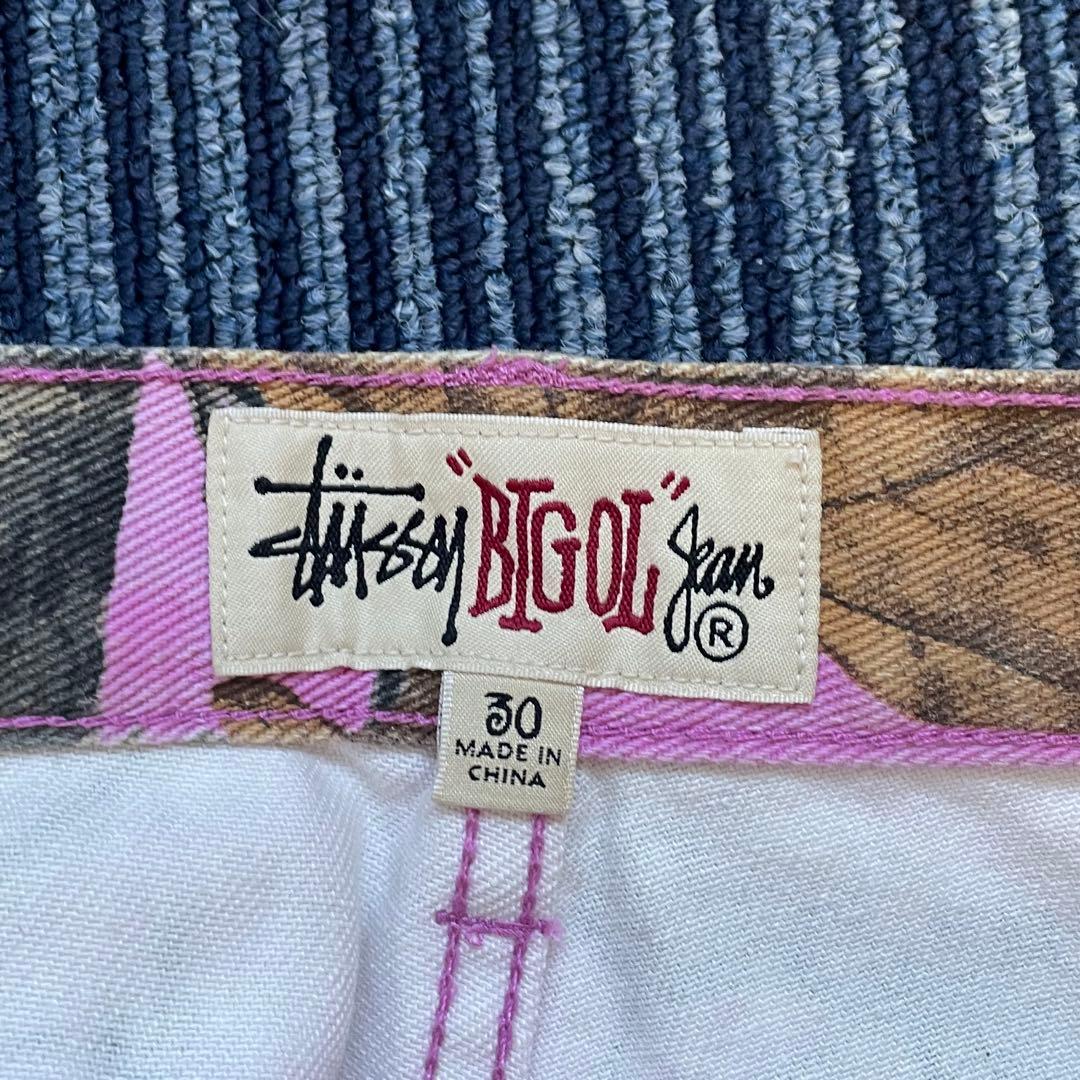 Stüssy "BIG OL" Jean ®
30
MADE IN
CHINA